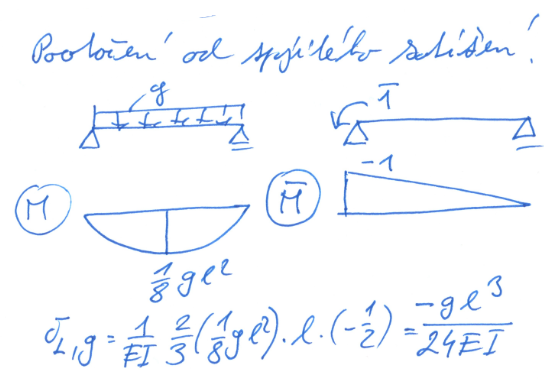 Pootočení od spojitého zatížení:
g
1̅
M
M̅
-1
1/8 gl²
δL,g = 1/EI 2/3 (1/8 gl²) . l . (-1/2) = -gl³/24EI